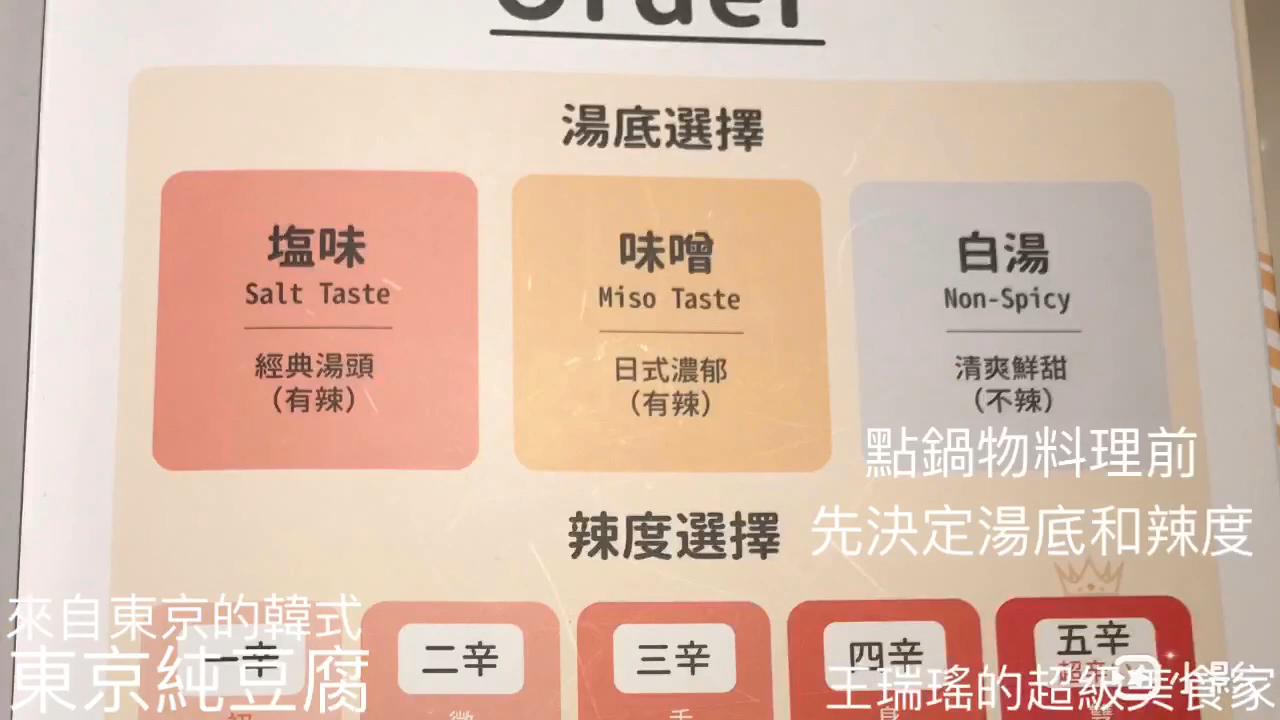 Order
湯底選擇
塩味
Salt Taste
經典湯頭
（有辣）
味噌
Miso Taste
日式濃郁
（有辣）
白湯
Non-Spicy
清爽鮮甜
（不辣）
點鍋物料理前
先決定湯底和辣度
辣度選擇
一辛
二辛
三辛
四辛
五辛
來自東京的韓式
東京純豆腐
王瑞瑤的超級美食家